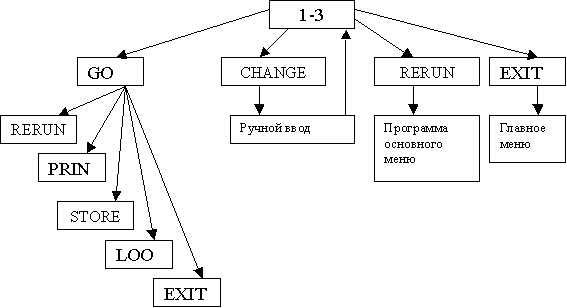 1-3
GO
CHANGE
RERUN
EXIT
Ручной ввод
Программа
основного
меню
Главное
меню
RERUN
PRIN
STORE
LOO
EXIT